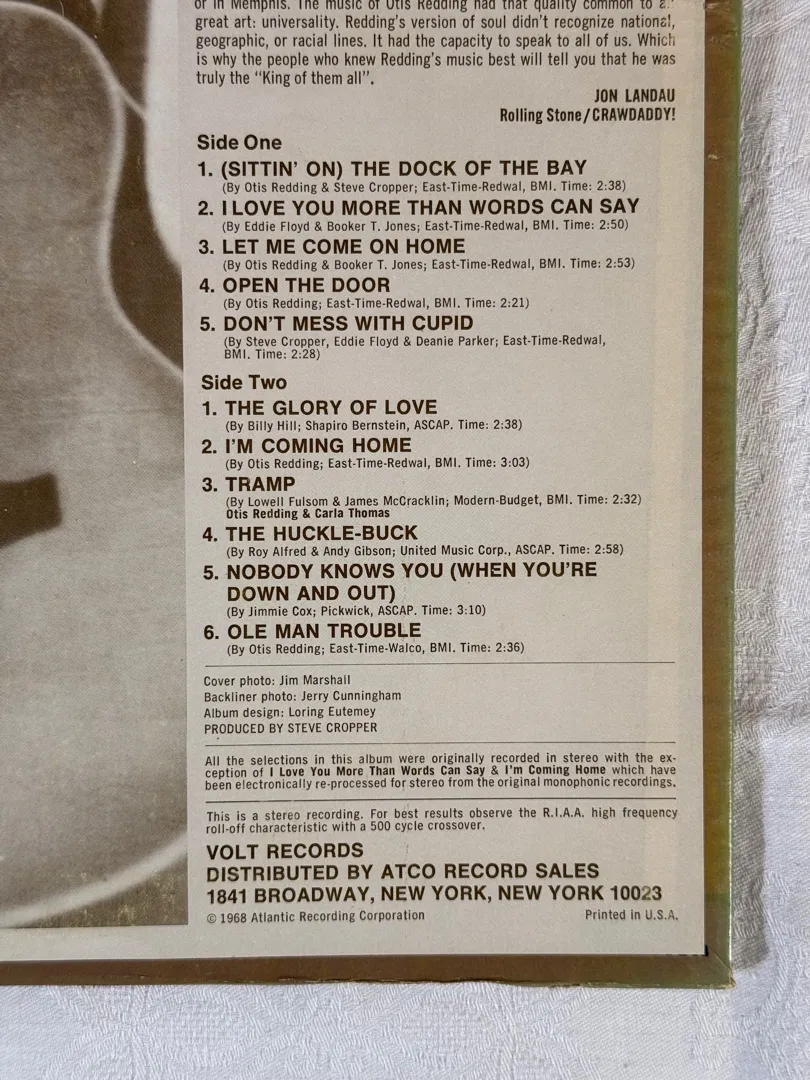 or in Memphis. The music of Otis Redding had that quality common to all
great art: universality. Redding's version of soul didn't recognize national,
geographic, or racial lines. It had the capacity to speak to all of us. Which
is why the people who knew Redding's music best will tell you that he was
truly the "King of them all".
JON LANDAU
Rolling Stone/CRAWDADDY!
Side One
1. (SITTIN' ON) THE DOCK OF THE BAY
(By Otis Redding & Steve Cropper; East-Time-Redwal, BMI. Time: 2:38)
2. I LOVE YOU MORE THAN WORDS CAN SAY
(By Eddie Floyd & Booker T. Jones; East-Time-Redwal, BMI. Time: 2:50)
3. LET ME COME ON HOME
(By Otis Redding & Booker T. Jones; East-Time-Redwal, BMI. Time: 2:53)
4. OPEN THE DOOR
(By Otis Redding; East-Time-Redwal, BMI. Time: 2:21)
5. DON'T MESS WITH CUPID
(By Steve Cropper, Eddie Floyd & Deanie Parker; East-Time-Redwal,
BMI. Time: 2:28)
Side Two
1. THE GLORY OF LOVE
(By Billy Hill; Shapiro Bernstein, ASCAP. Time: 2:38)
2. I'M COMING HOME
(By Otis Redding; East-Time-Redwal, BMI. Time: 3:03)
3. TRAMP
(By Lowell Fulsom & James McCracklin; Modern-Budget, BMI. Time: 2:32)
Otis Redding & Carla Thomas
4. THE HUCKLE-BUCK
(By Roy Alfred & Andy Gibson; United Music Corp., ASCAP. Time: 2:58)
5. NOBODY KNOWS YOU (WHEN YOU'RE
DOWN AND OUT)
(By Jimmie Cox; Pickwick, ASCAP. Time: 3:10)
6. OLE MAN TROUBLE
(By Otis Redding; East-Time-Walco, BMI. Time: 2:36)
Cover photo: Jim Marshall
Backliner photo: Jerry Cunningham
Album design: Loring Eutemey
PRODUCED BY STEVE CROPPER
All the selections in this album were originally recorded in stereo with the ex-
ception of I Love You More Than Words Can Say & I'm Coming Home which have
been electronically re-processed for stereo from the original monophonic recordings.
This is a stereo recording. For best results observe the R.I.A.A. high frequency
roll-off characteristic with a 500 cycle crossover.
VOLT RECORDS
DISTRIBUTED BY ATCO RECORD SALES
1841 BROADWAY, NEW YORK, NEW YORK 10023
© 1968 Atlantic Recording Corporation
Printed in U.S.A.